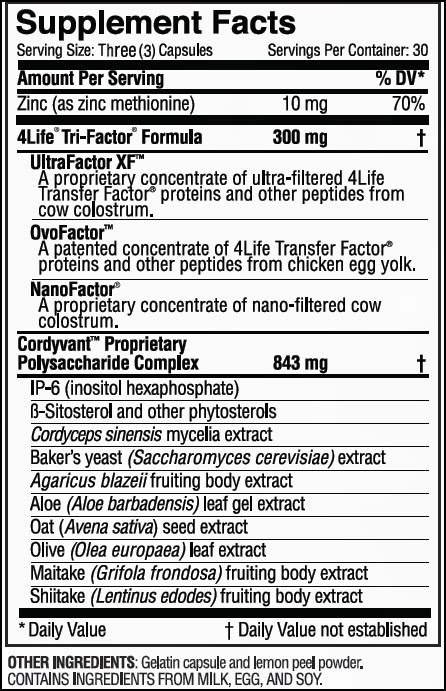 Supplement Facts
Serving Size: Three (3) Capsules Servings Per Container: 30
Amount Per Serving % DV*
Zinc (as zinc methionine) 10 mg 70%
4Life® Tri-Factor® Formula 300 mg †
UltraFactor XF™
A proprietary concentrate of ultra-filtered 4Life
Transfer Factor® proteins and other peptides from
cow colostrum.
OvoFactor™
A patented concentrate of 4Life Transfer Factor®
proteins and other peptides from chicken egg yolk.
NanoFactor®
A proprietary concentrate of nano-filtered cow
colostrum.
Cordyvant™ Proprietary
Polysaccharide Complex 843 mg †
IP-6 (inositol hexaphosphate)
ß-Sitosterol and other phytosterols
Cordyceps sinensis mycelia extract
Baker's yeast (Saccharomyces cerevisiae) extract
Agaricus blazeii fruiting body extract
Aloe (Aloe barbadensis) leaf gel extract
Oat (Avena sativa) seed extract
Olive (Olea europaea) leaf extract
Maitake (Grifola frondosa) fruiting body extract
Shiitake (Lentinus edodes) fruiting body extract
* Daily Value † Daily Value not established
OTHER INGREDIENTS: Gelatin capsule and lemon peel powder.
CONTAINS INGREDIENTS FROM MILK, EGG, AND SOY.